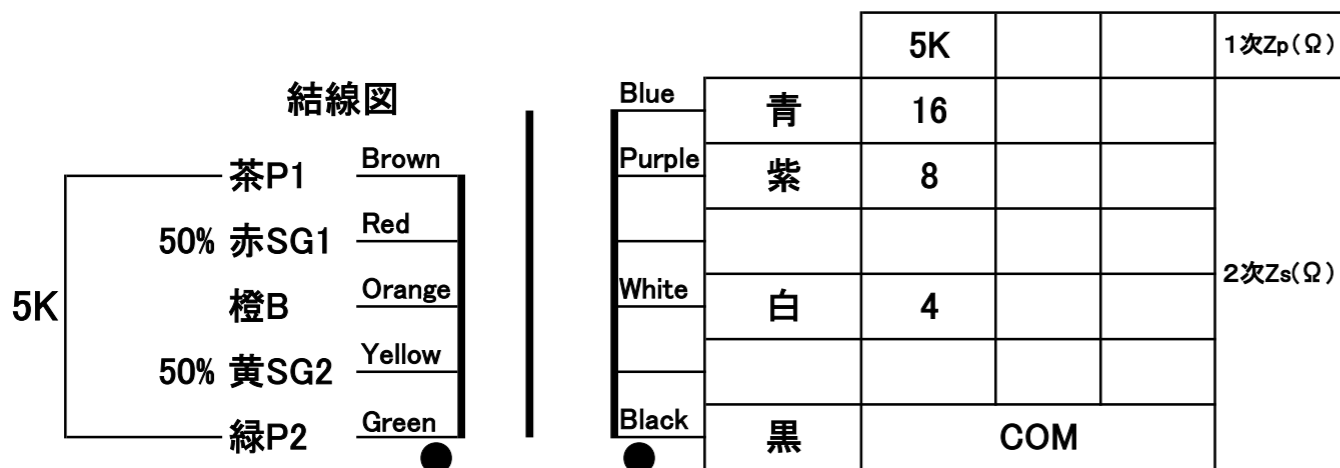 5K 1次Zp(Ω)
結線図 Blue 青 16
茶P1 Brown Purple 紫 8
50% 赤SG1 Red
5K 橙B Orange White 白 4 2次Zs(Ω)
50% 黄SG2 Yellow
緑P2 Green Black 黒 COM